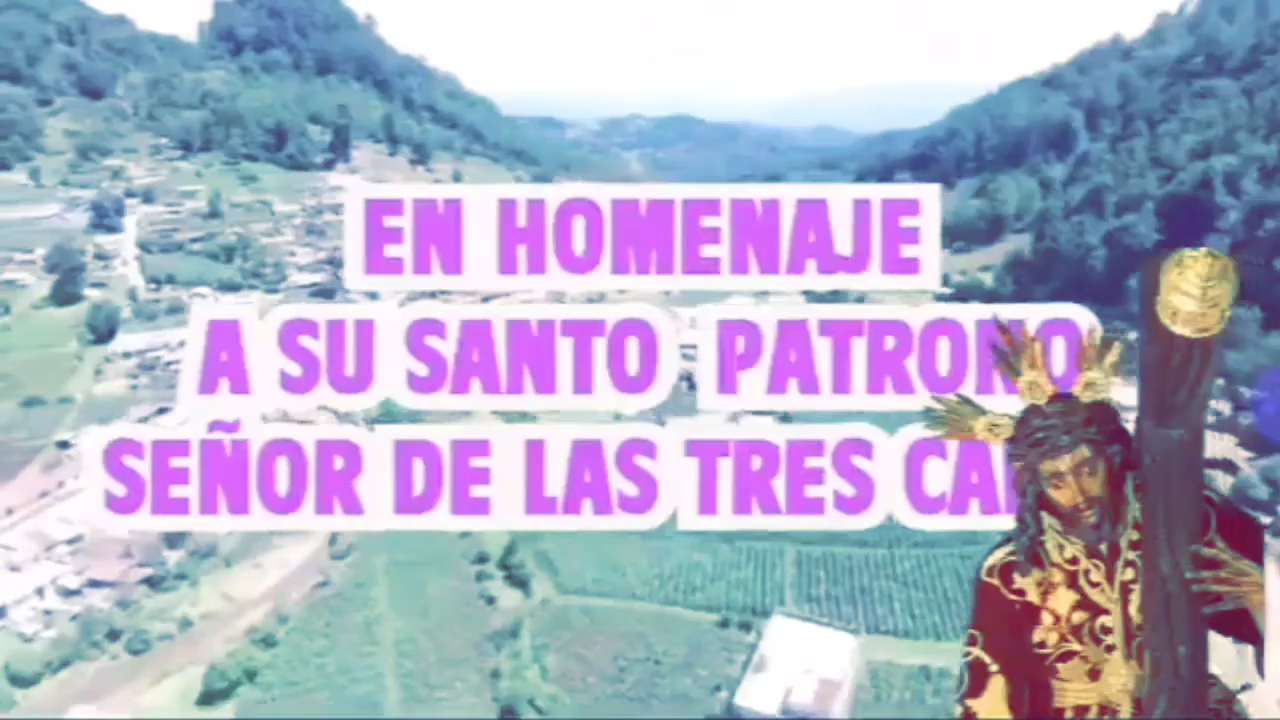 EN HOMENAJE
A SU SANTO PATRONO
SEÑOR DE LAS TRES